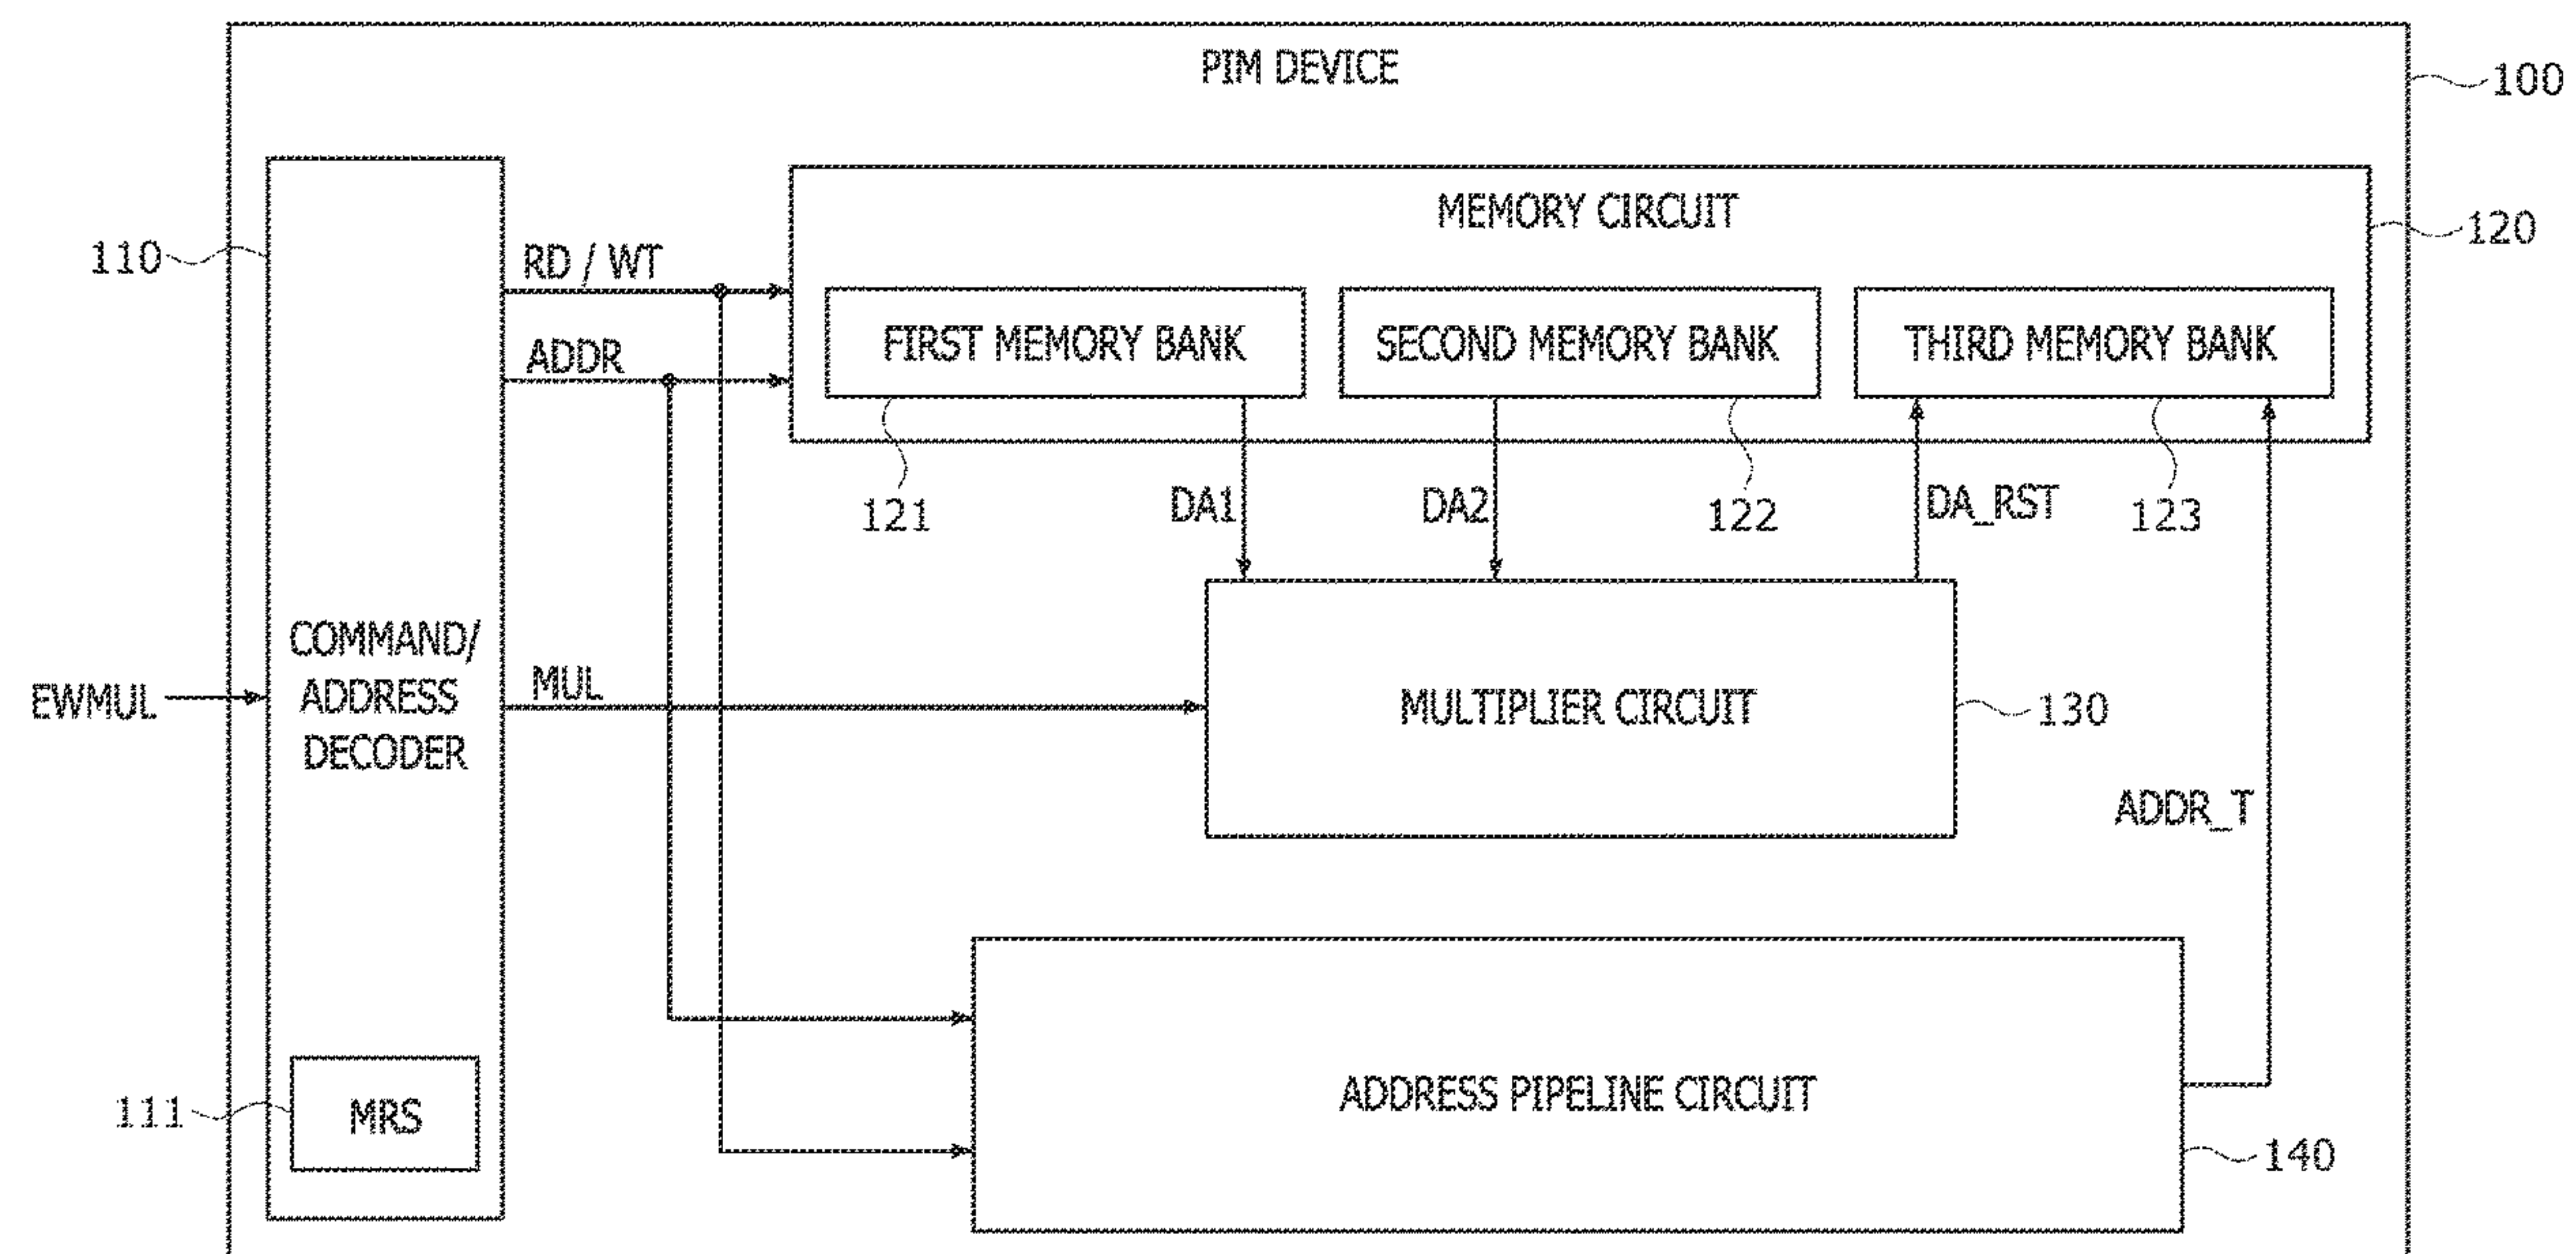 PIM DEVICE
100
MEMORY CIRCUIT
120
110
RD / WT
ADDR
FIRST MEMORY BANK
SECOND MEMORY BANK
THIRD MEMORY BANK
121
DA1
DA2
122
DA_RST
123
COMMAND/
ADDRESS
DECODER
EWMUL
MUL
MULTIPLIER CIRCUIT
130
ADDR_T
ADDRESS PIPELINE CIRCUIT
111
MRS
140